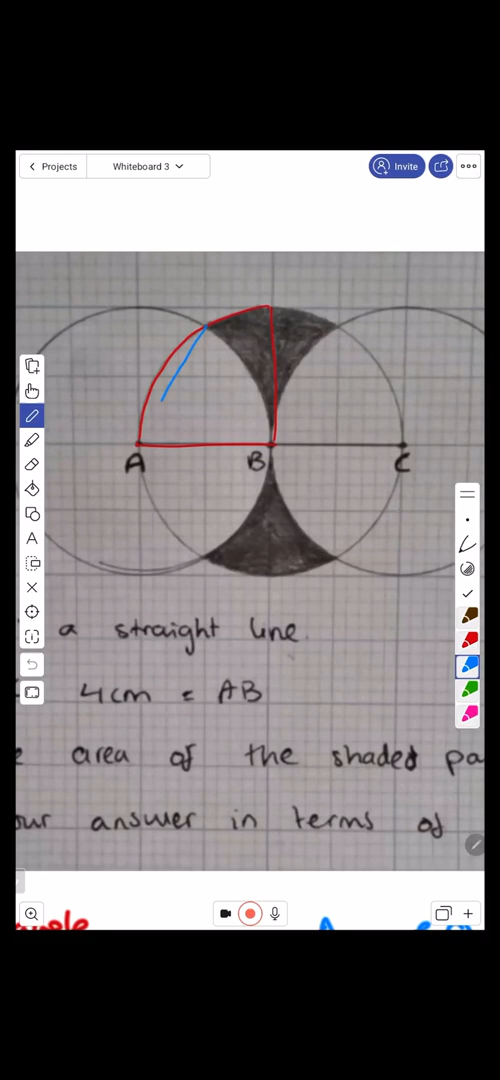 Projects
Whiteboard 3
Invite
A
B
C
a straight line.
4cm = AB
area of the shaded pa
our answer in terms of
A